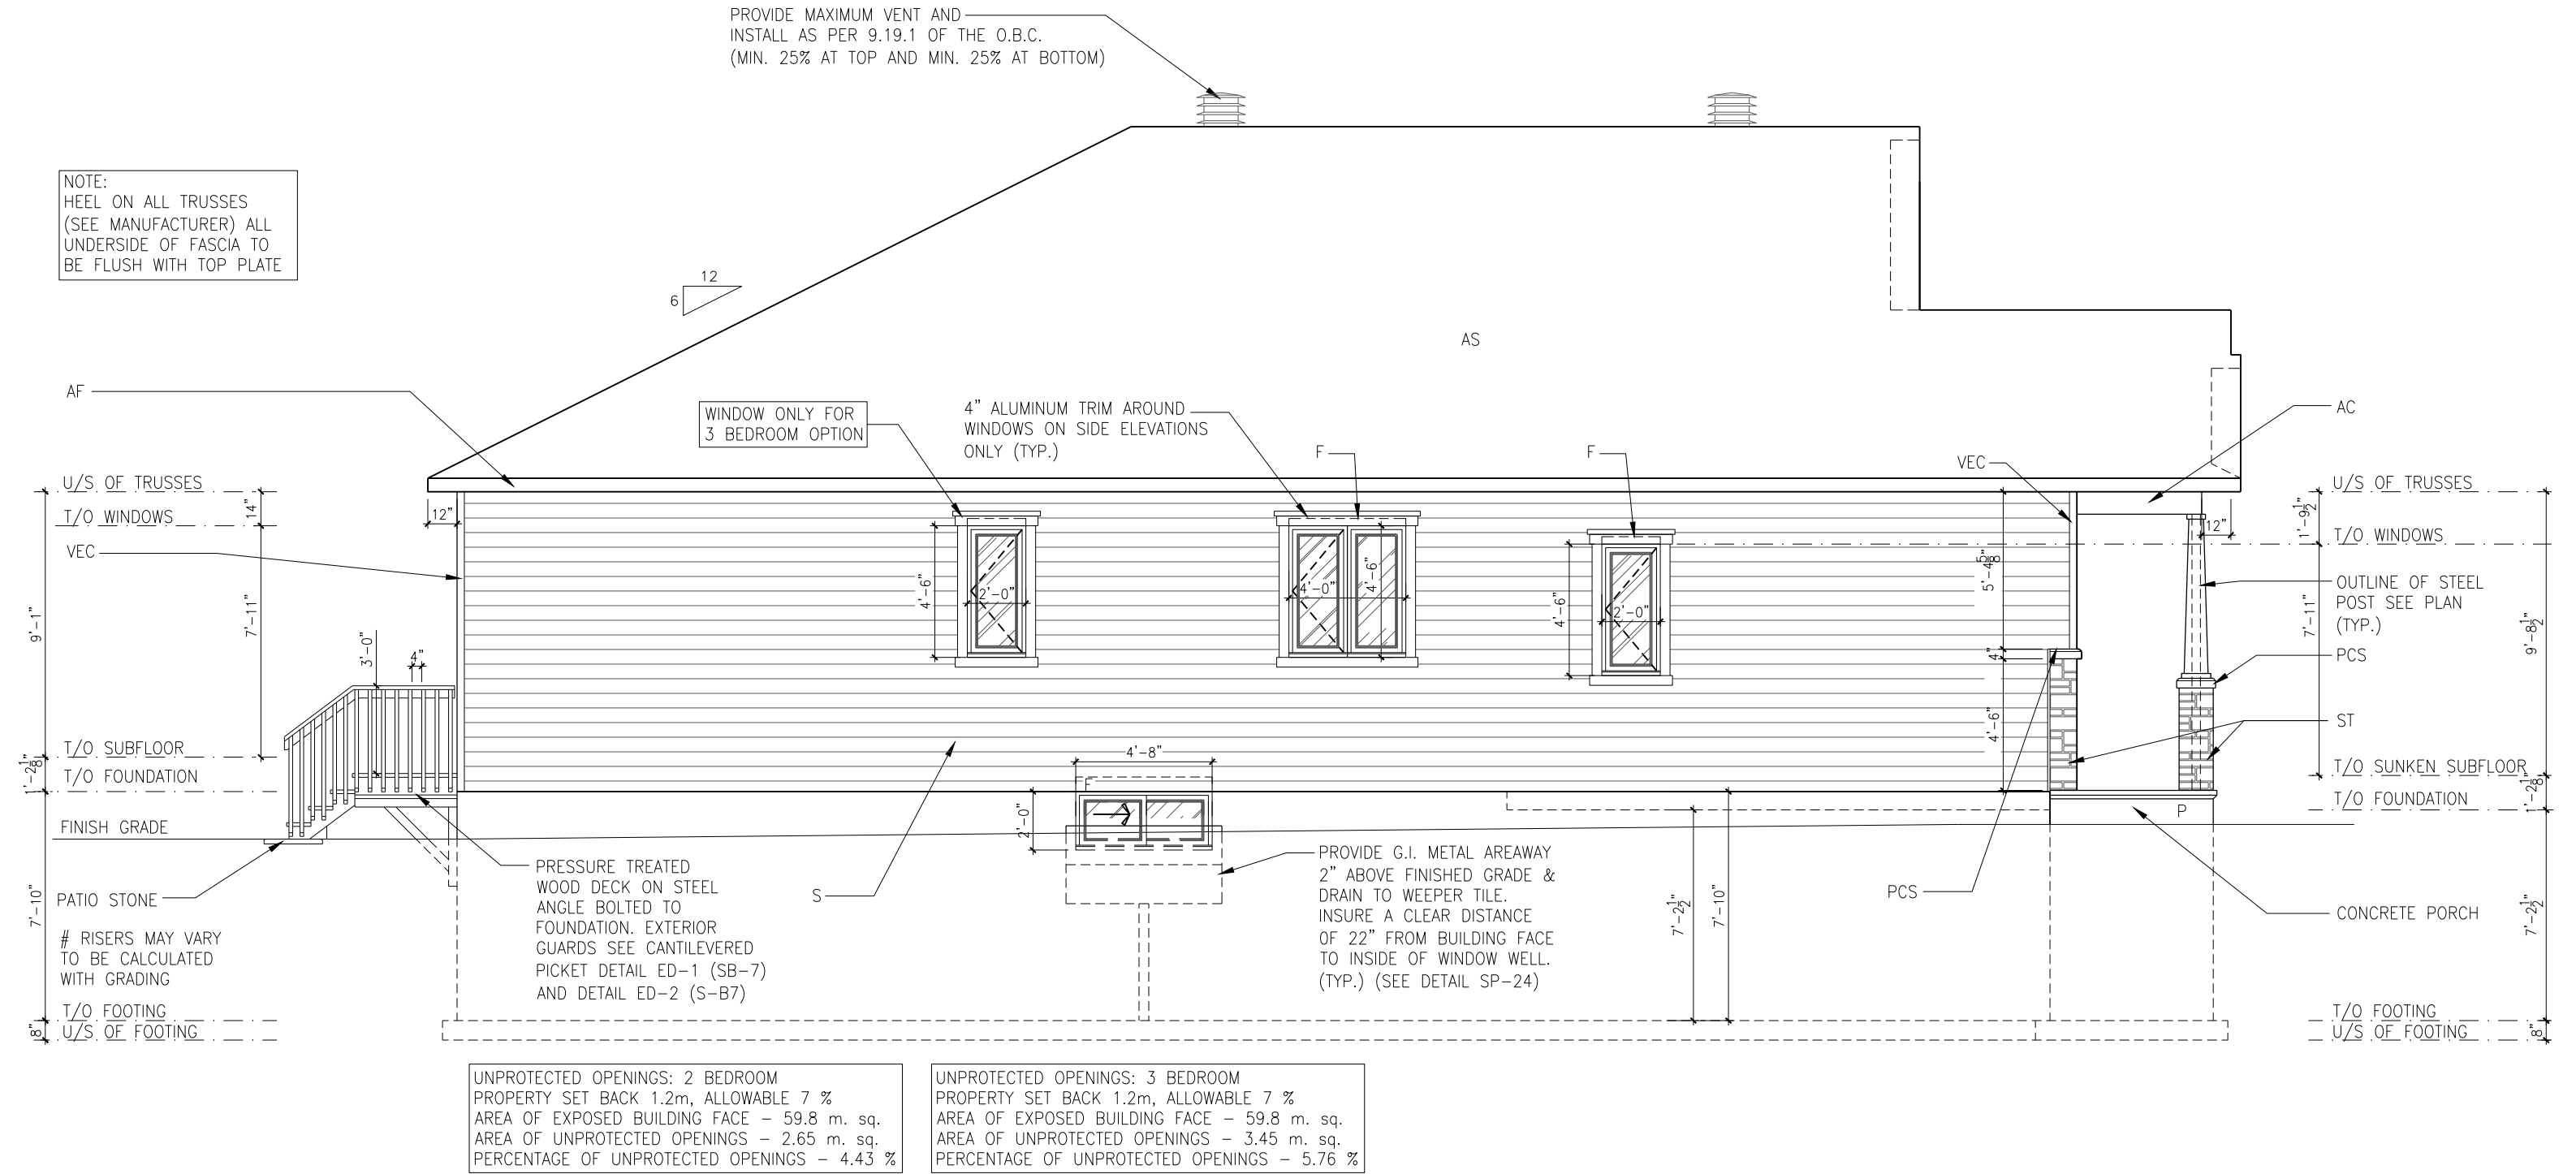 PROVIDE MAXIMUM VENT AND
INSTALL AS PER 9.19.1 OF THE O.B.C.
(MIN. 25% AT TOP AND MIN. 25% AT BOTTOM)
NOTE:
HEEL ON ALL TRUSSES
(SEE MANUFACTURER) ALL
UNDERSIDE OF FASCIA TO
BE FLUSH WITH TOP PLATE
12
6
AS
AF
WINDOW ONLY FOR
3 BEDROOM OPTION
4" ALUMINUM TRIM AROUND
WINDOWS ON SIDE ELEVATIONS
ONLY (TYP.)
F
F
VEC
AC
U/S OF TRUSSES
T/O WINDOWS
VEC
14"
12"
9'-1"
7'-11"
3'-0"
4"
T/O SUBFLOOR
T/O FOUNDATION
1'-2 1/8"
FINISH GRADE
PATIO STONE
# RISERS MAY VARY
TO BE CALCULATED
WITH GRADING
7'-10"
T/O FOOTING
U/S OF FOOTING
8"
4'-6"
2'-0"
4'-0"
4'-6"
4'-6"
2'-0"
5'-4 5/8"
4"
4'-6"
4'-8"
F
2'-0"
S
PRESSURE TREATED
WOOD DECK ON STEEL
ANGLE BOLTED TO
FOUNDATION. EXTERIOR
GUARDS SEE CANTILEVERED
PICKET DETAIL ED-1 (SB-7)
AND DETAIL ED-2 (S-B7)
PROVIDE G.I. METAL AREAWAY
2" ABOVE FINISHED GRADE &
DRAIN TO WEEPER TILE.
INSURE A CLEAR DISTANCE
OF 22" FROM BUILDING FACE
TO INSIDE OF WINDOW WELL.
(TYP.) (SEE DETAIL SP-24)
7'-2 1/2"
7'-10"
PCS
U/S OF TRUSSES
1'-9 1/2"
12"
T/O WINDOWS
OUTLINE OF STEEL
POST SEE PLAN
(TYP.)
7'-11"
9'-8 1/2"
PCS
ST
T/O SUNKEN SUBFLOOR
T/O FOUNDATION
1'-2 1/8"
P
CONCRETE PORCH
7'-2 1/2"
T/O FOOTING
U/S OF FOOTING
8"
UNPROTECTED OPENINGS: 2 BEDROOM
PROPERTY SET BACK 1.2m, ALLOWABLE 7 %
AREA OF EXPOSED BUILDING FACE - 59.8 m. sq.
AREA OF UNPROTECTED OPENINGS - 2.65 m. sq.
PERCENTAGE OF UNPROTECTED OPENINGS - 4.43 %
UNPROTECTED OPENINGS: 3 BEDROOM
PROPERTY SET BACK 1.2m, ALLOWABLE 7 %
AREA OF EXPOSED BUILDING FACE - 59.8 m. sq.
AREA OF UNPROTECTED OPENINGS - 3.45 m. sq.
PERCENTAGE OF UNPROTECTED OPENINGS - 5.76 %